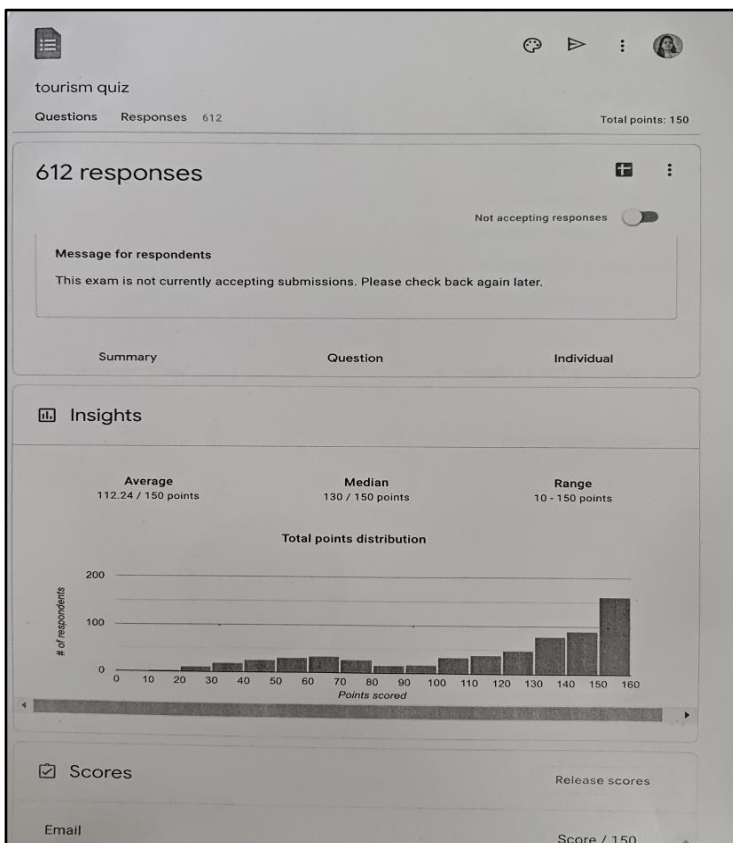 tourism quiz
Questions Responses 612
Total points: 150
612 responses
Not accepting responses
Message for respondents
This exam is not currently accepting submissions. Please check back again later.
Summary Question Individual
Insights
Average Median Range
112.24 / 150 points 130 / 150 points 10 - 150 points
Total points distribution
# of respondents
200
100
0
0 10 20 30 40 50 60 70 80 90 100 110 120 130 140 150 160
Points scored
Scores
Release scores
Email
Score / 150